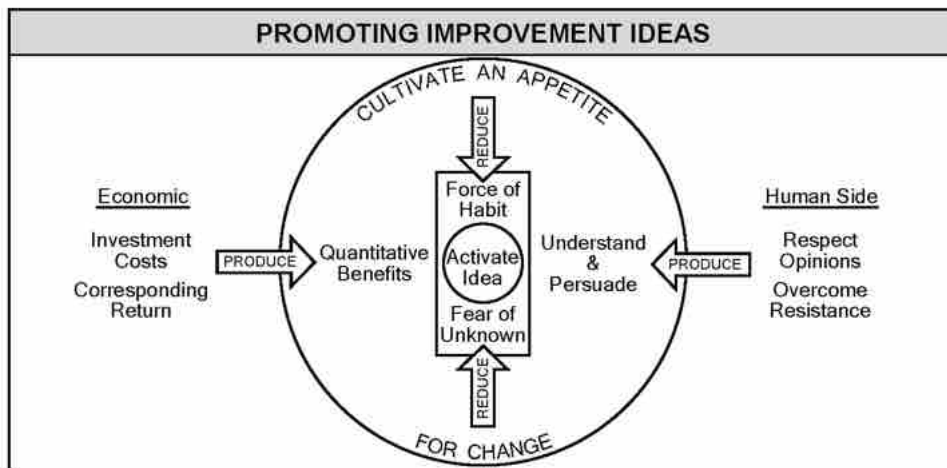 PROMOTING IMPROVEMENT IDEAS
CULTIVATE AN APPETITE
REDUCE
Economic
Investment
Costs
Corresponding
Return
PRODUCE
Quantitative
Benefits
Force of
Habit
Activate
Idea
Fear of
Unknown
Understand
&
Persuade
PRODUCE
Human Side
Respect
Opinions
Overcome
Resistance
REDUCE
FOR CHANGE